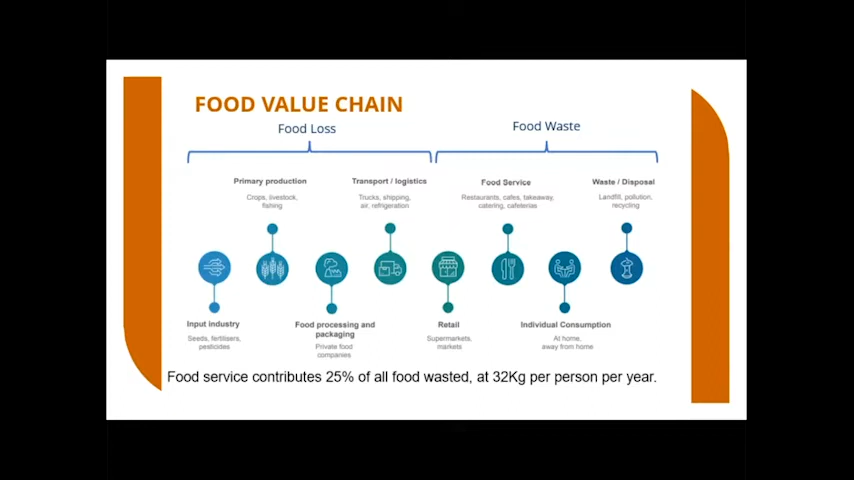 FOOD VALUE CHAIN
Food Loss
Food Waste
Primary production
Crops, livestock,
fishing
Transport / logistics
Trucks, shipping,
air, refrigeration
Food Service
Restaurants, cafes, takeaway,
catering, cafeterias
Waste / Disposal
Landfill, pollution,
recycling
Input industry
Seeds, fertilisers,
pesticides
Food processing and
packaging
Private food
companies
Retail
Supermarkets,
markets
Individual Consumption
At home,
away from home
Food service contributes 25% of all food wasted, at 32Kg per person per year.